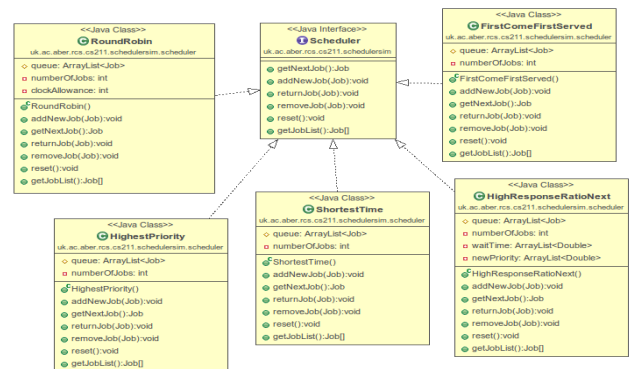 <<Java Class>>
RoundRobin
uk.ac.aber.rcs.cs211.schedulersim.scheduler
queue: ArrayList<Job>
numberOfJobs: int
clockAllowance: int
RoundRobin()
addNewJob(Job):void
getNextJob():Job
returnJob(Job):void
removeJob(Job):void
reset():void
getJobList():Job[]
<<Java Interface>>
Scheduler
uk.ac.aber.rcs.cs211.schedulersim
getNextJob():Job
addNewJob(Job):void
returnJob(Job):void
removeJob(Job):void
reset():void
getJobList():Job[]
<<Java Class>>
FirstComeFirstServed
uk.ac.aber.rcs.cs211.schedulersim.scheduler
queue: ArrayList<Job>
numberOfJobs: int
FirstComeFirstServed()
addNewJob(Job):void
getNextJob():Job
returnJob(Job):void
removeJob(Job):void
reset():void
getJobList():Job[]
<<Java Class>>
HighestPriority
uk.ac.aber.rcs.cs211.schedulersim.scheduler
queue: ArrayList<Job>
numberOfJobs: int
HighestPriority()
addNewJob(Job):void
getNextJob():Job
returnJob(Job):void
removeJob(Job):void
reset():void
getJobList():Job[]
<<Java Class>>
ShortestTime
uk.ac.aber.rcs.cs211.schedulersim.scheduler
queue: ArrayList<Job>
numberOfJobs: int
ShortestTime()
addNewJob(Job):void
getNextJob():Job
returnJob(Job):void
removeJob(Job):void
reset():void
getJobList():Job[]
<<Java Class>>
HighResponseRatioNext
uk.ac.aber.rcs.cs211.schedulersim.scheduler
queue: ArrayList<Job>
numberOfJobs: int
waitTime: ArrayList<Double>
newPriority: ArrayList<Double>
HighResponseRatioNext()
addNewJob(Job):void
getNextJob():Job
returnJob(Job):void
removeJob(Job):void
reset():void
getJobList():Job[]